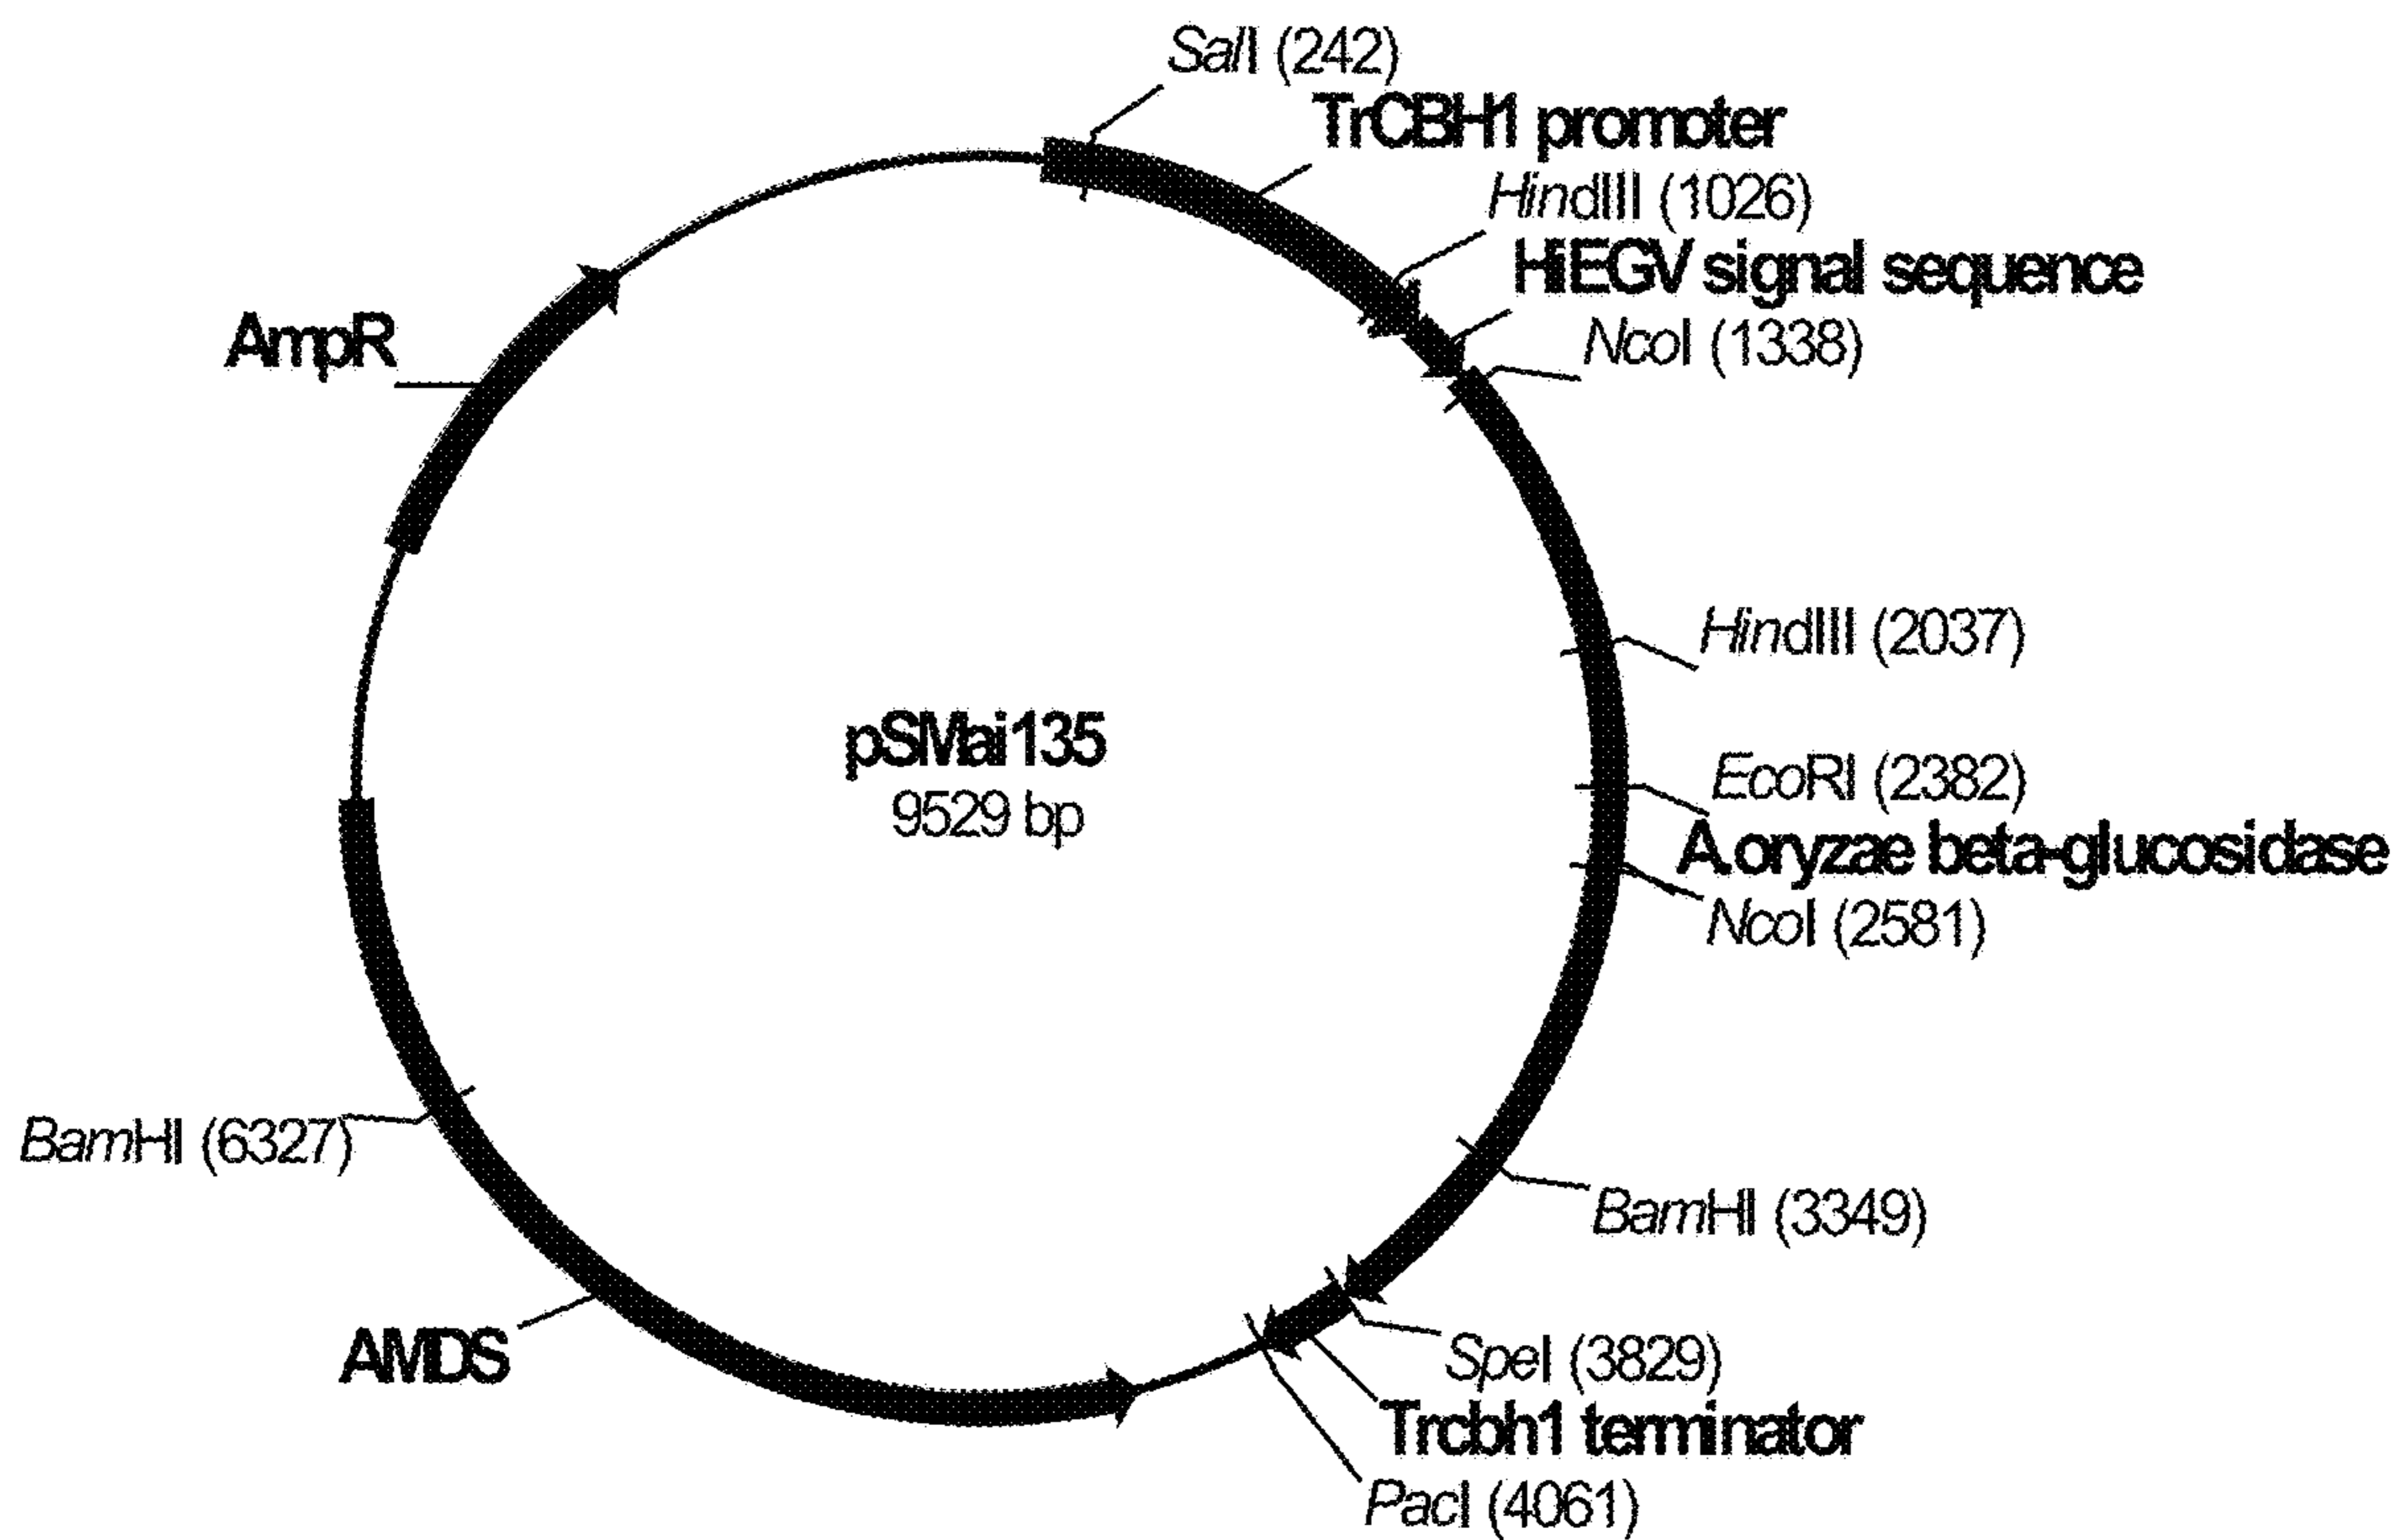 SalI (242)
TrCBH1 promoter
HindIII (1026)
HiEGV signal sequence
NcoI (1338)
AmpR
HindIII (2037)
pSMai135
9529 bp
EcoRI (2382)
A.oryzae beta-glucosidase
NcoI (2581)
BamHI (6327)
BamHI (3349)
AMDS
SpeI (3829)
Trcbh1 terminator
PacI (4061)